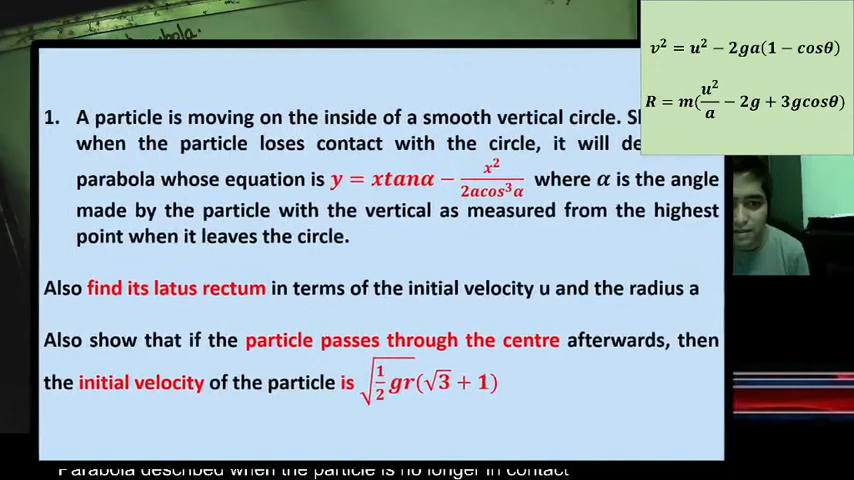 v² = u² − 2ga(1 − cosθ)
R = m(u²/a − 2g + 3gcosθ)
1. A particle is moving on the inside of a smooth vertical circle.
when the particle loses contact with the circle, it will
parabola whose equation is y = xtanα − x²/2acos³α where α is the angle
made by the particle with the vertical as measured from the highest
point when it leaves the circle.
Also find its latus rectum in terms of the initial velocity u and the radius a
Also show that if the particle passes through the centre afterwards, then
the initial velocity of the particle is √(1/2 gr)(√3 + 1)
Parabola described when the particle is no longer in contact